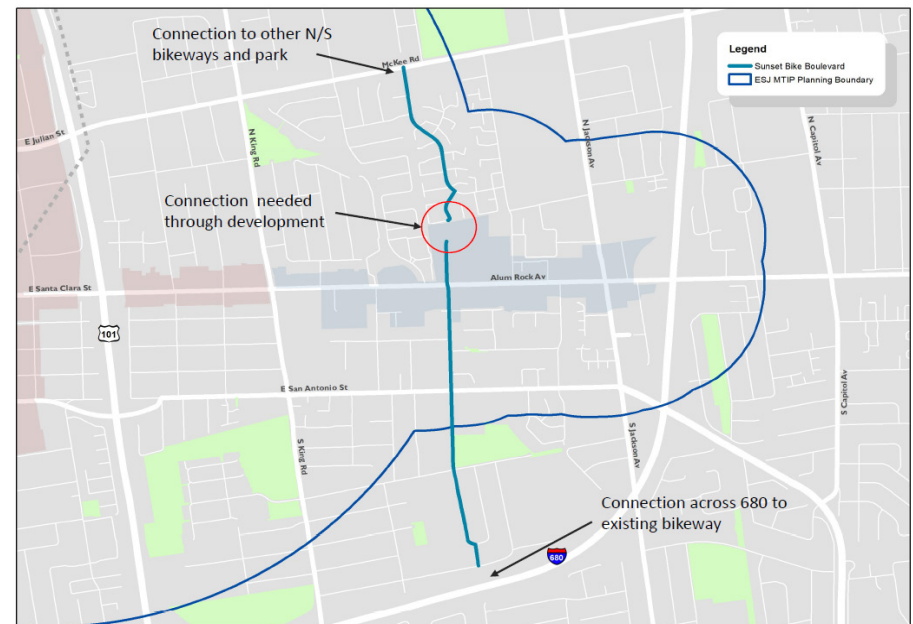 Connection to other N/S
bikeways and park
McKee Rd
Legend
Sunset Bike Boulevard
ESJ MTIP Planning Boundary
E Julian St
N King Rd
N Jackson Av
N Capitol Av
Connection needed
through development
E Santa Clara St
Alum Rock Av
101
E San Antonio St
S King Rd
S Jackson Av
S Capitol Av
Connection across 680 to
existing bikeway
680